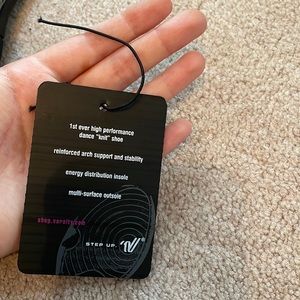 1st ever high performance
dance "knit" shoe
reinforced arch support and stability
energy distribution insole
multi-surface outsole
shop.varsity.com
STEP UP. V®